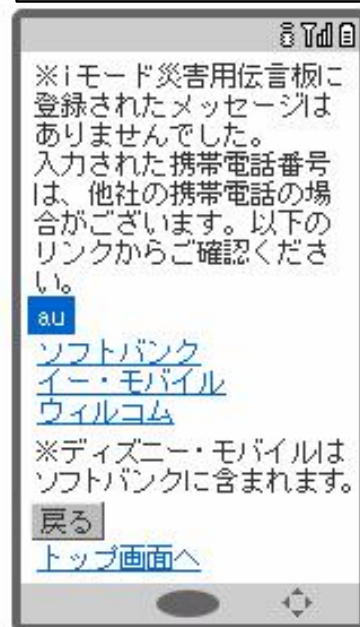 ※iモード災害用伝言板に
登録されたメッセージは
ありませんでした。
入力された携帯電話番号
は、他社の携帯電話の場
合がございます。以下の
リンクからご確認くださ
い。
au
ソフトバンク
イー・モバイル
ウィルコム
※ディズニー・モバイルは
ソフトバンクに含まれます。
戻る
トップ画面へ